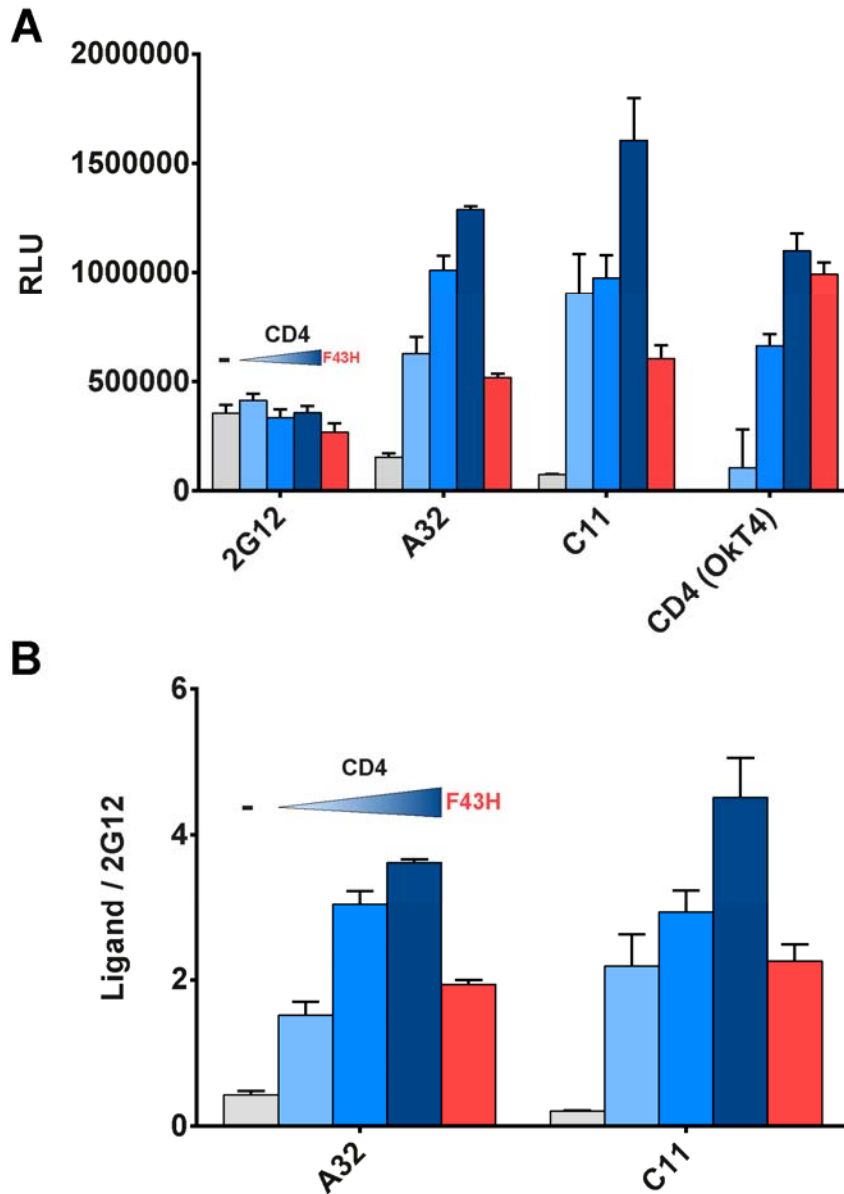 A
2000000
1500000
1000000
500000
0
RLU
- CD4 F43H
2G12
A32
C11
CD4 (OkT4)
B
6
4
2
0
Ligand / 2G12
- CD4 F43H
A32
C11